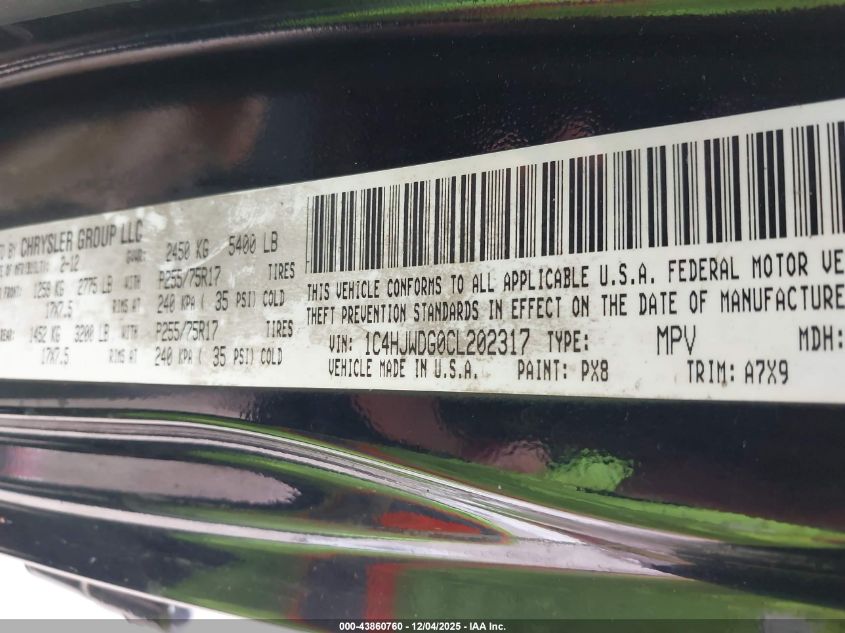 BY CHRYSLER GROUP LLC
2-12 GVWR: 2450 KG 5400 LB
FRONT: 1259 KG 2775 LB WITH P255/75R17 TIRES
17X7.5 RIMS AT 240 KPA ( 35 PSI) COLD
REAR: 1452 KG 3200 LB WITH P255/75R17 TIRES
17X7.5 RIMS AT 240 KPA ( 35 PSI) COLD
THIS VEHICLE CONFORMS TO ALL APPLICABLE U.S.A. FEDERAL MOTOR VE
THEFT PREVENTION STANDARDS IN EFFECT ON THE DATE OF MANUFACTURE
VIN: 1C4HJWDG0CL202317 TYPE: MPV MDH:
VEHICLE MADE IN U.S.A. PAINT: PX8 TRIM: A7X9
000-43860760 - 12/04/2025 - IAA Inc.